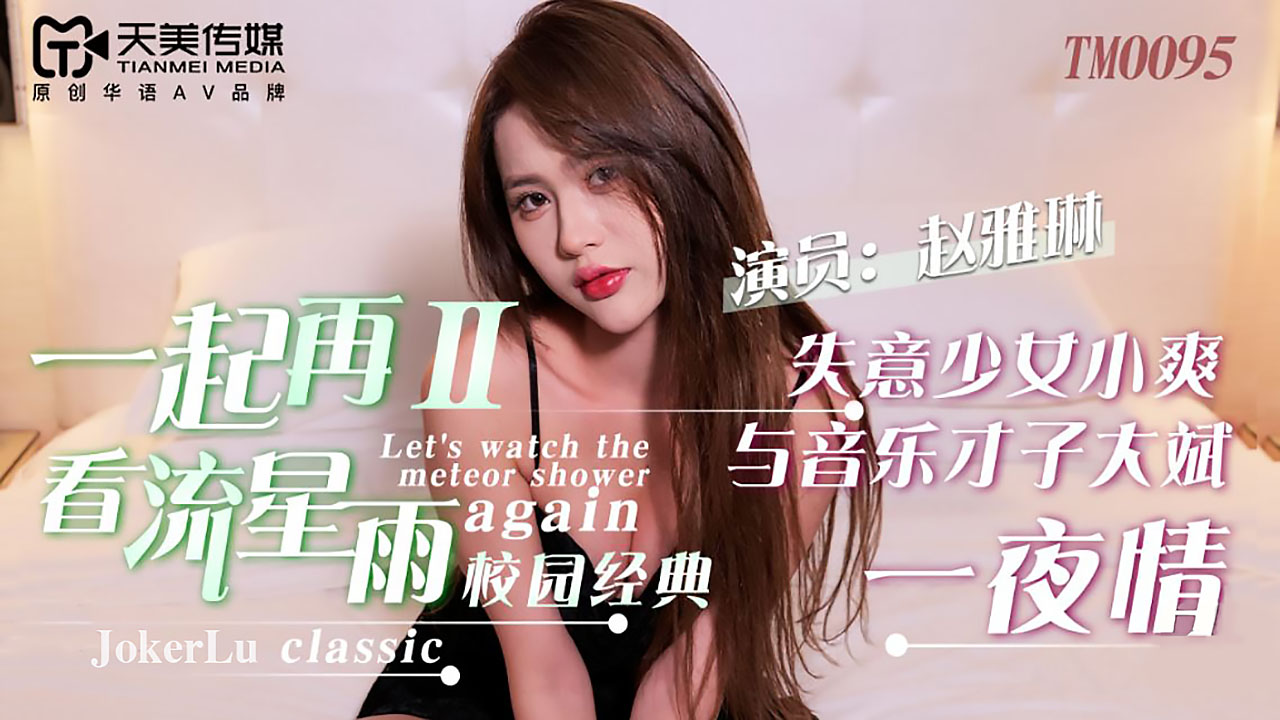 天美传媒
TIANMEI MEDIA
原创华语AV品牌
TM0095
演员：赵雅琳
一起再II
看流星雨
Let's watch the
meteor shower
again
校园经典
JokerLu classic
失意少女小爽
与音乐才子大斌
一夜情